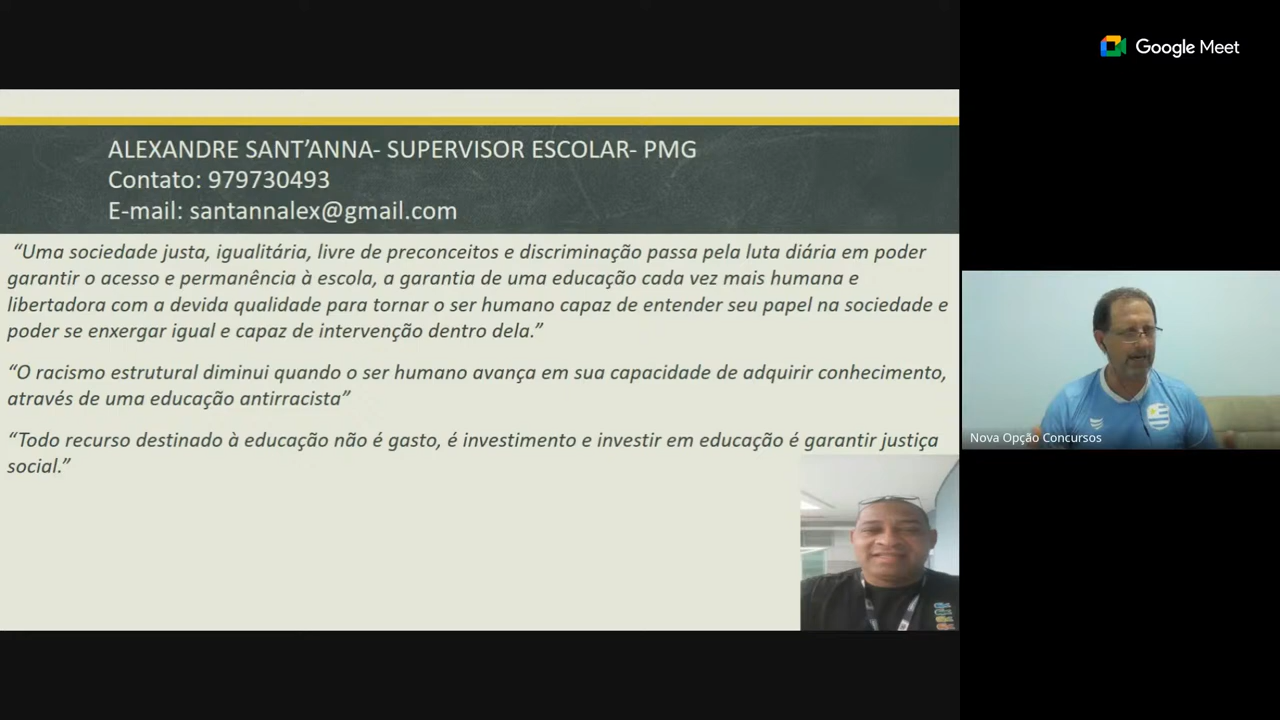 Google Meet
ALEXANDRE SANT’ANNA- SUPERVISOR ESCOLAR- PMG
Contato: 979730493
E-mail: santannalex@gmail.com
“Uma sociedade justa, igualitária, livre de preconceitos e discriminação passa pela luta diária em poder
garantir o acesso e permanência à escola, a garantia de uma educação cada vez mais humana e
libertadora com a devida qualidade para tornar o ser humano capaz de entender seu papel na sociedade e
poder se enxergar igual e capaz de intervenção dentro dela.”
“O racismo estrutural diminui quando o ser humano avança em sua capacidade de adquirir conhecimento,
através de uma educação antirracista”
“Todo recurso destinado à educação não é gasto, é investimento e investir em educação é garantir justiça
social.”
Nova Opção Concursos